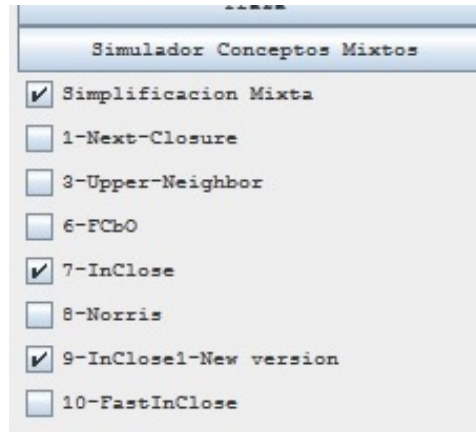 Simulador Conceptos Mixtos
Simplificacion Mixta
1-Next-Closure
3-Upper-Neighbor
6-FCbO
7-InClose
8-Norris
9-InClose1-New version
10-FastInClose